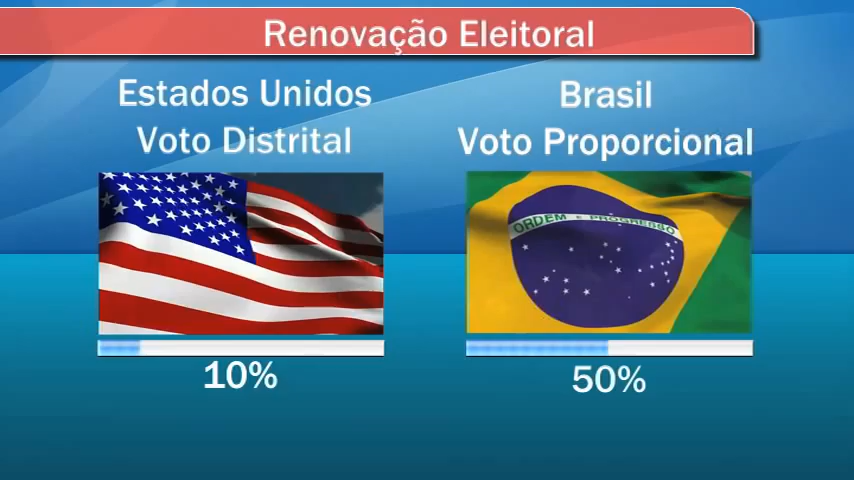 Renovação Eleitoral
Estados Unidos
Voto Distrital
Brasil
Voto Proporcional
ORDEM E PROGRESSO
10%
50%